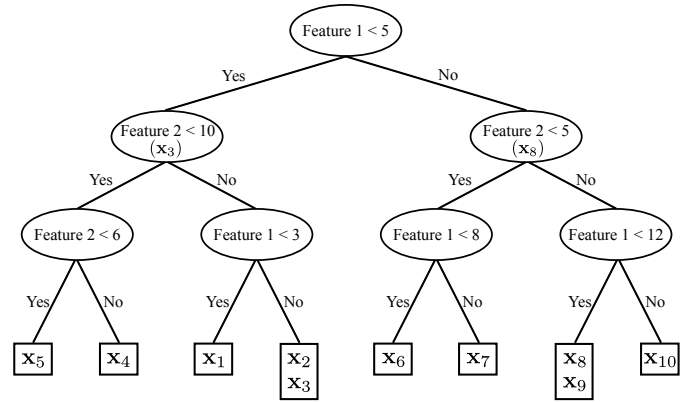 Feature 1 < 5
Yes
No
Feature 2 < 10
(x₃)
Feature 2 < 5
(x₈)
Yes
No
Yes
No
Feature 2 < 6
Feature 1 < 3
Feature 1 < 8
Feature 1 < 12
Yes
No
Yes
No
Yes
No
Yes
No
x₅
x₄
x₁
x₂
x₃
x₆
x₇
x₈
x₉
x₁₀